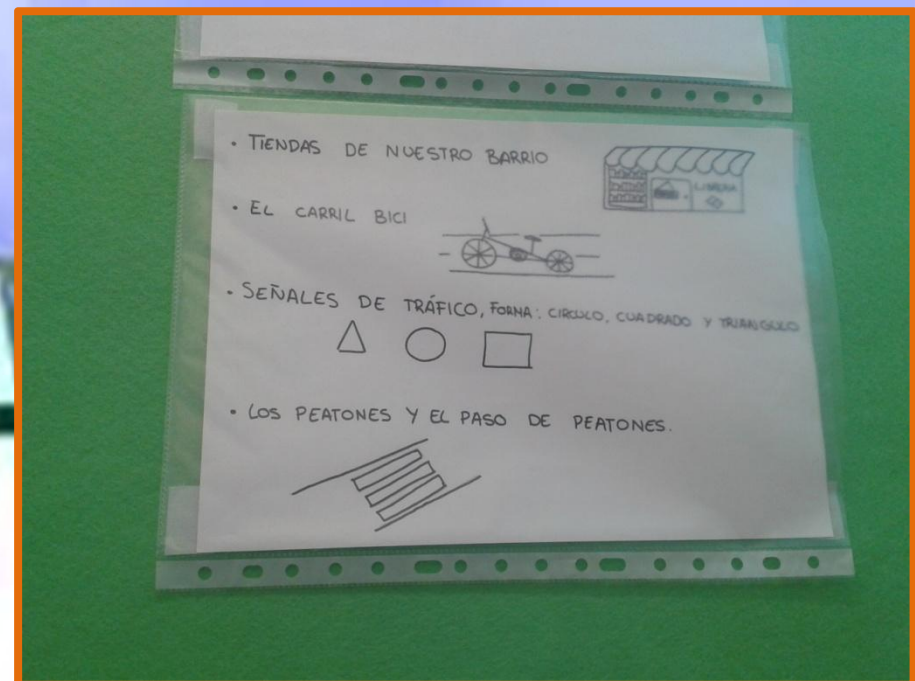 • TIENDAS DE NUESTRO BARRIO
LIBRERIA
• EL CARRIL BICI
• SEÑALES DE TRÁFICO, FORMA: CIRCULO, CUADRADO Y TRIANGULO
• LOS PEATONES Y EL PASO DE PEATONES.